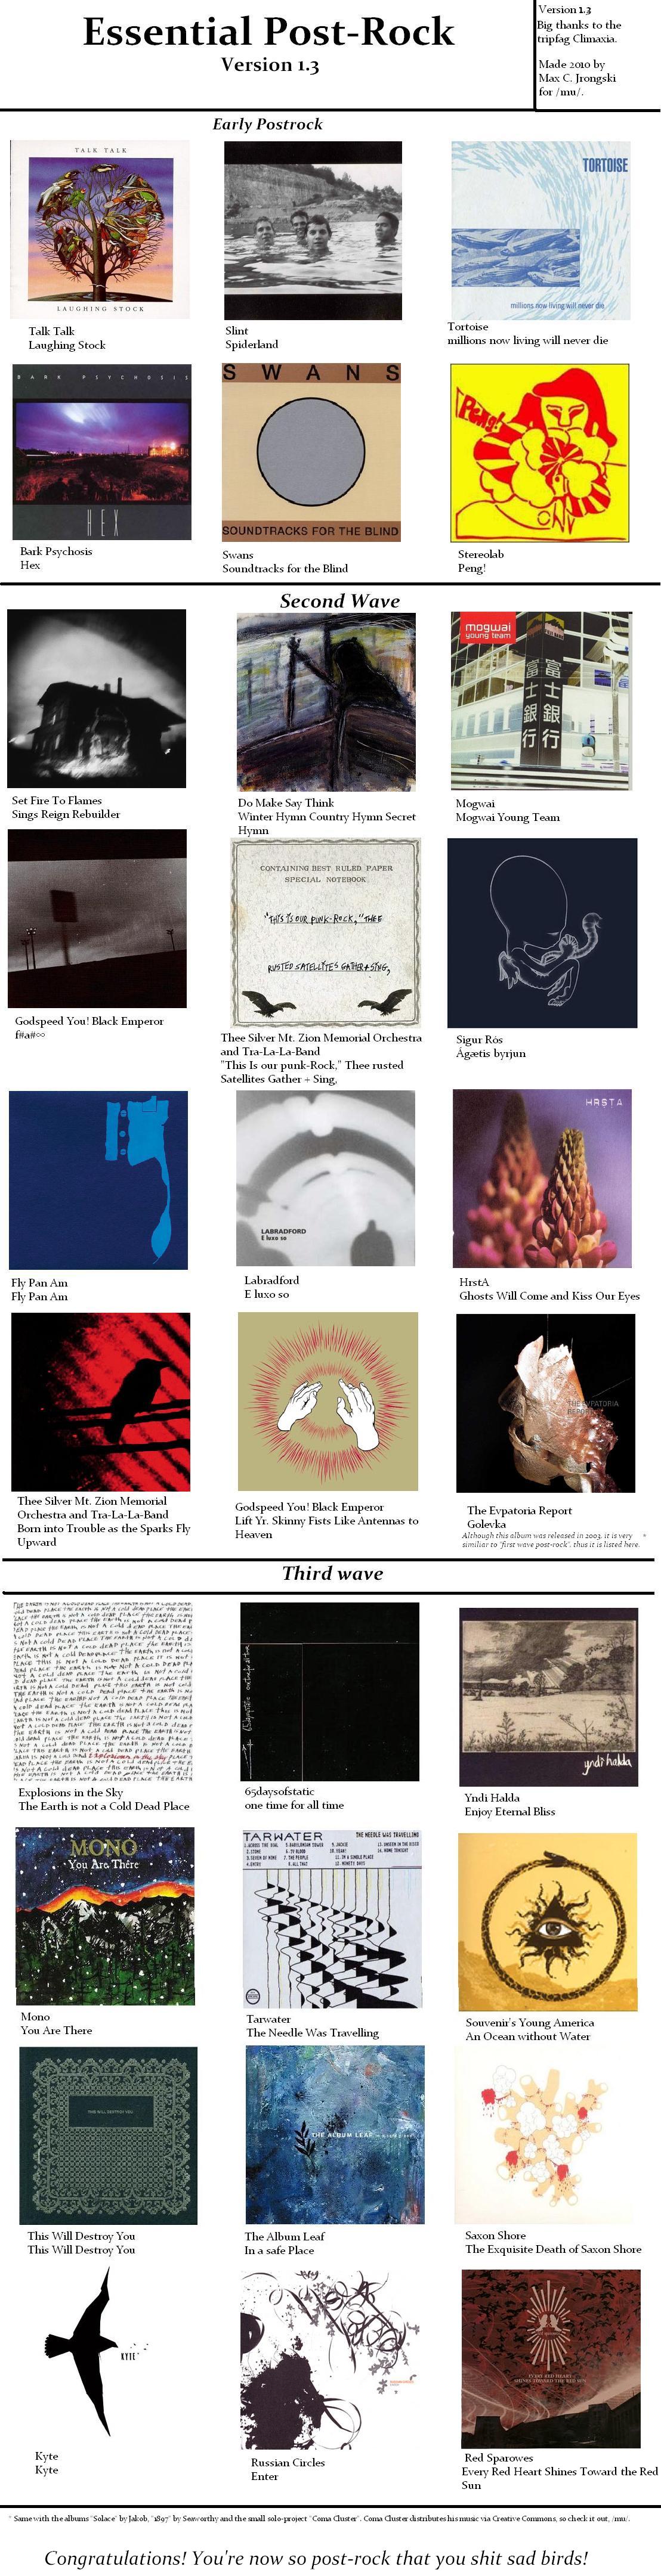 Essential Post-Rock
Version 1.3
Version 1.3
Big thanks to the
tripfag Climaxia.
Made 2010 by
Max C. Jrongski
for /mu/.
Early Postrock
TALK TALK
LAUGHING STOCK
TORTOISE
millions now living will never die
Talk Talk
Laughing Stock
Slint
Spiderland
Tortoise
millions now living will never die
BARK PSYCHOSIS
HEX
SWANS
SOUNDTRACKS FOR THE BLIND
Peng!
Bark Psychosis
Hex
Swans
Soundtracks for the Blind
Stereolab
Peng!
Second Wave
mogwai
young team
富士銀行
富士銀行
Set Fire To Flames
Sings Reign Rebuilder
Do Make Say Think
Winter Hymn Country Hymn Secret
Hymn
Mogwai
Mogwai Young Team
CONTAINING BEST RULED PAPER
SPECIAL NOTEBOOK
"THIS IS OUR PUNK-ROCK," THEE
RUSTED SATELLITES GATHER + SING,
Godspeed You! Black Emperor
f#a#∞
Thee Silver Mt. Zion Memorial Orchestra
and Tra-La-La-Band
"This Is our punk-Rock," Thee rusted
Satellites Gather + Sing,
Sigur Rós
Ágætis byrjun
LABRADFORD
E luxo so
HRSTA
Fly Pan Am
Fly Pan Am
Labradford
E luxo so
HrstA
Ghosts Will Come and Kiss Our Eyes
THE EVPATORIA
REPORT
Thee Silver Mt. Zion Memorial
Orchestra and Tra-La-La-Band
Born into Trouble as the Sparks Fly
Upward
Godspeed You! Black Emperor
Lift Yr. Skinny Fists Like Antennas to
Heaven
The Evpatoria Report
Golevka
Although this album was released in 2003, it is very *
similiar to "first wave post-rock", thus it is listed here.
Third wave
yndi halda
Explosions in the Sky
The Earth is not a Cold Dead Place
65daysofstatic
one time for all time
Yndi Halda
Enjoy Eternal Bliss
MONO
You Are There
TARWATER
THE NEEDLE WAS TRAVELLING
Mono
You Are There
Tarwater
The Needle Was Travelling
Souvenir's Young America
An Ocean without Water
THIS WILL DESTROY YOU
THE ALBUM LEAF
This Will Destroy You
This Will Destroy You
The Album Leaf
In a safe Place
Saxon Shore
The Exquisite Death of Saxon Shore
KYTE
EVERY RED HEART
SHINES TOWARD THE RED SUN
Kyte
Kyte
Russian Circles
Enter
Red Sparowes
Every Red Heart Shines Toward the Red
Sun
* Same with the albums "Solace" by Jakob, "1897" by Seaworthy and the small solo-project "Coma Cluster". Coma Cluster distributes his music via Creative Commons, so check it out, /mu/.
Congratulations! You're now so post-rock that you shit sad birds!